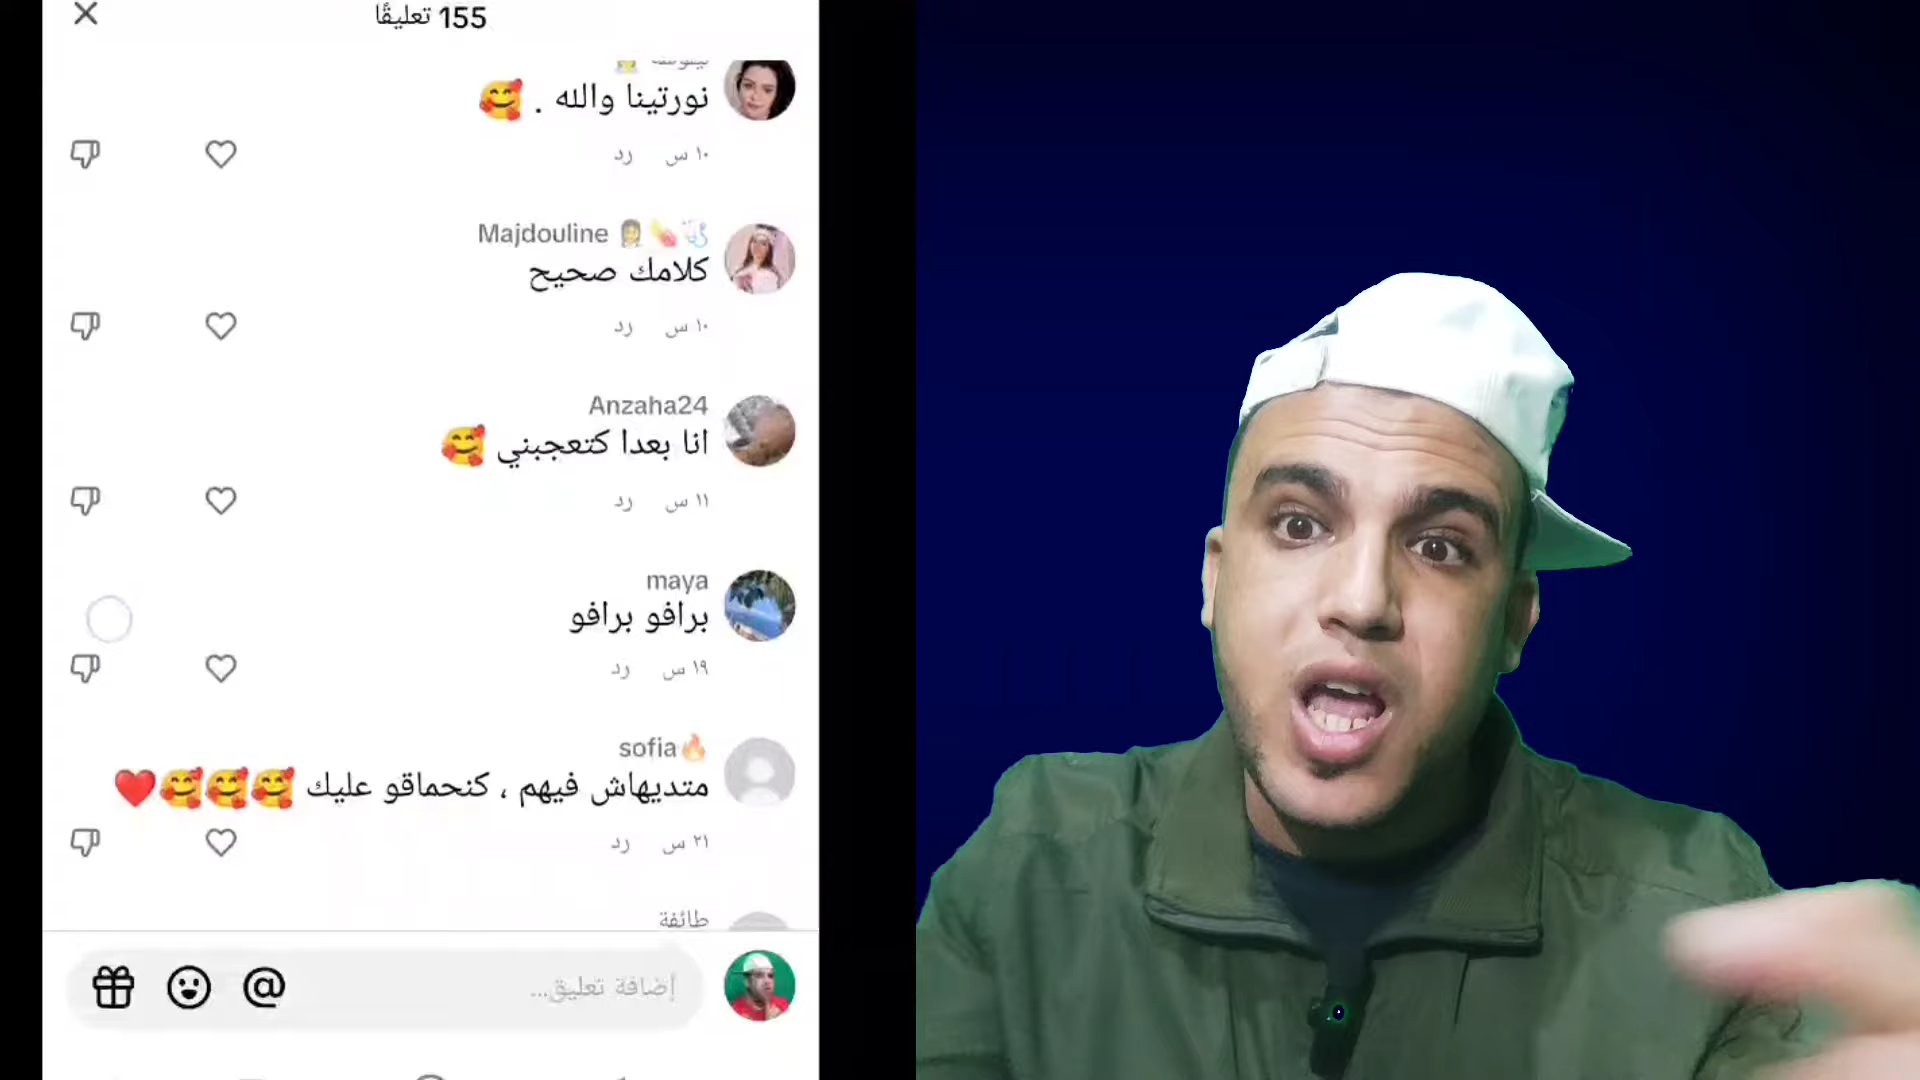 155 تعليقًا
نورتينا والله . 🥰
١٠ س رد
Majdouline 👩‍⚕️💊🩺
كلامك صحيح
١٠ س رد
Anzaha24
انا بعدا كتعجبني 🥰
١١ س رد
maya
برافو برافو
١٩ س رد
sofia🔥
متديهاش فيهم ، كنحماقو عليك 🥰🥰🥰❤️
٢١ س رد
طائفة
إضافة تعليق...